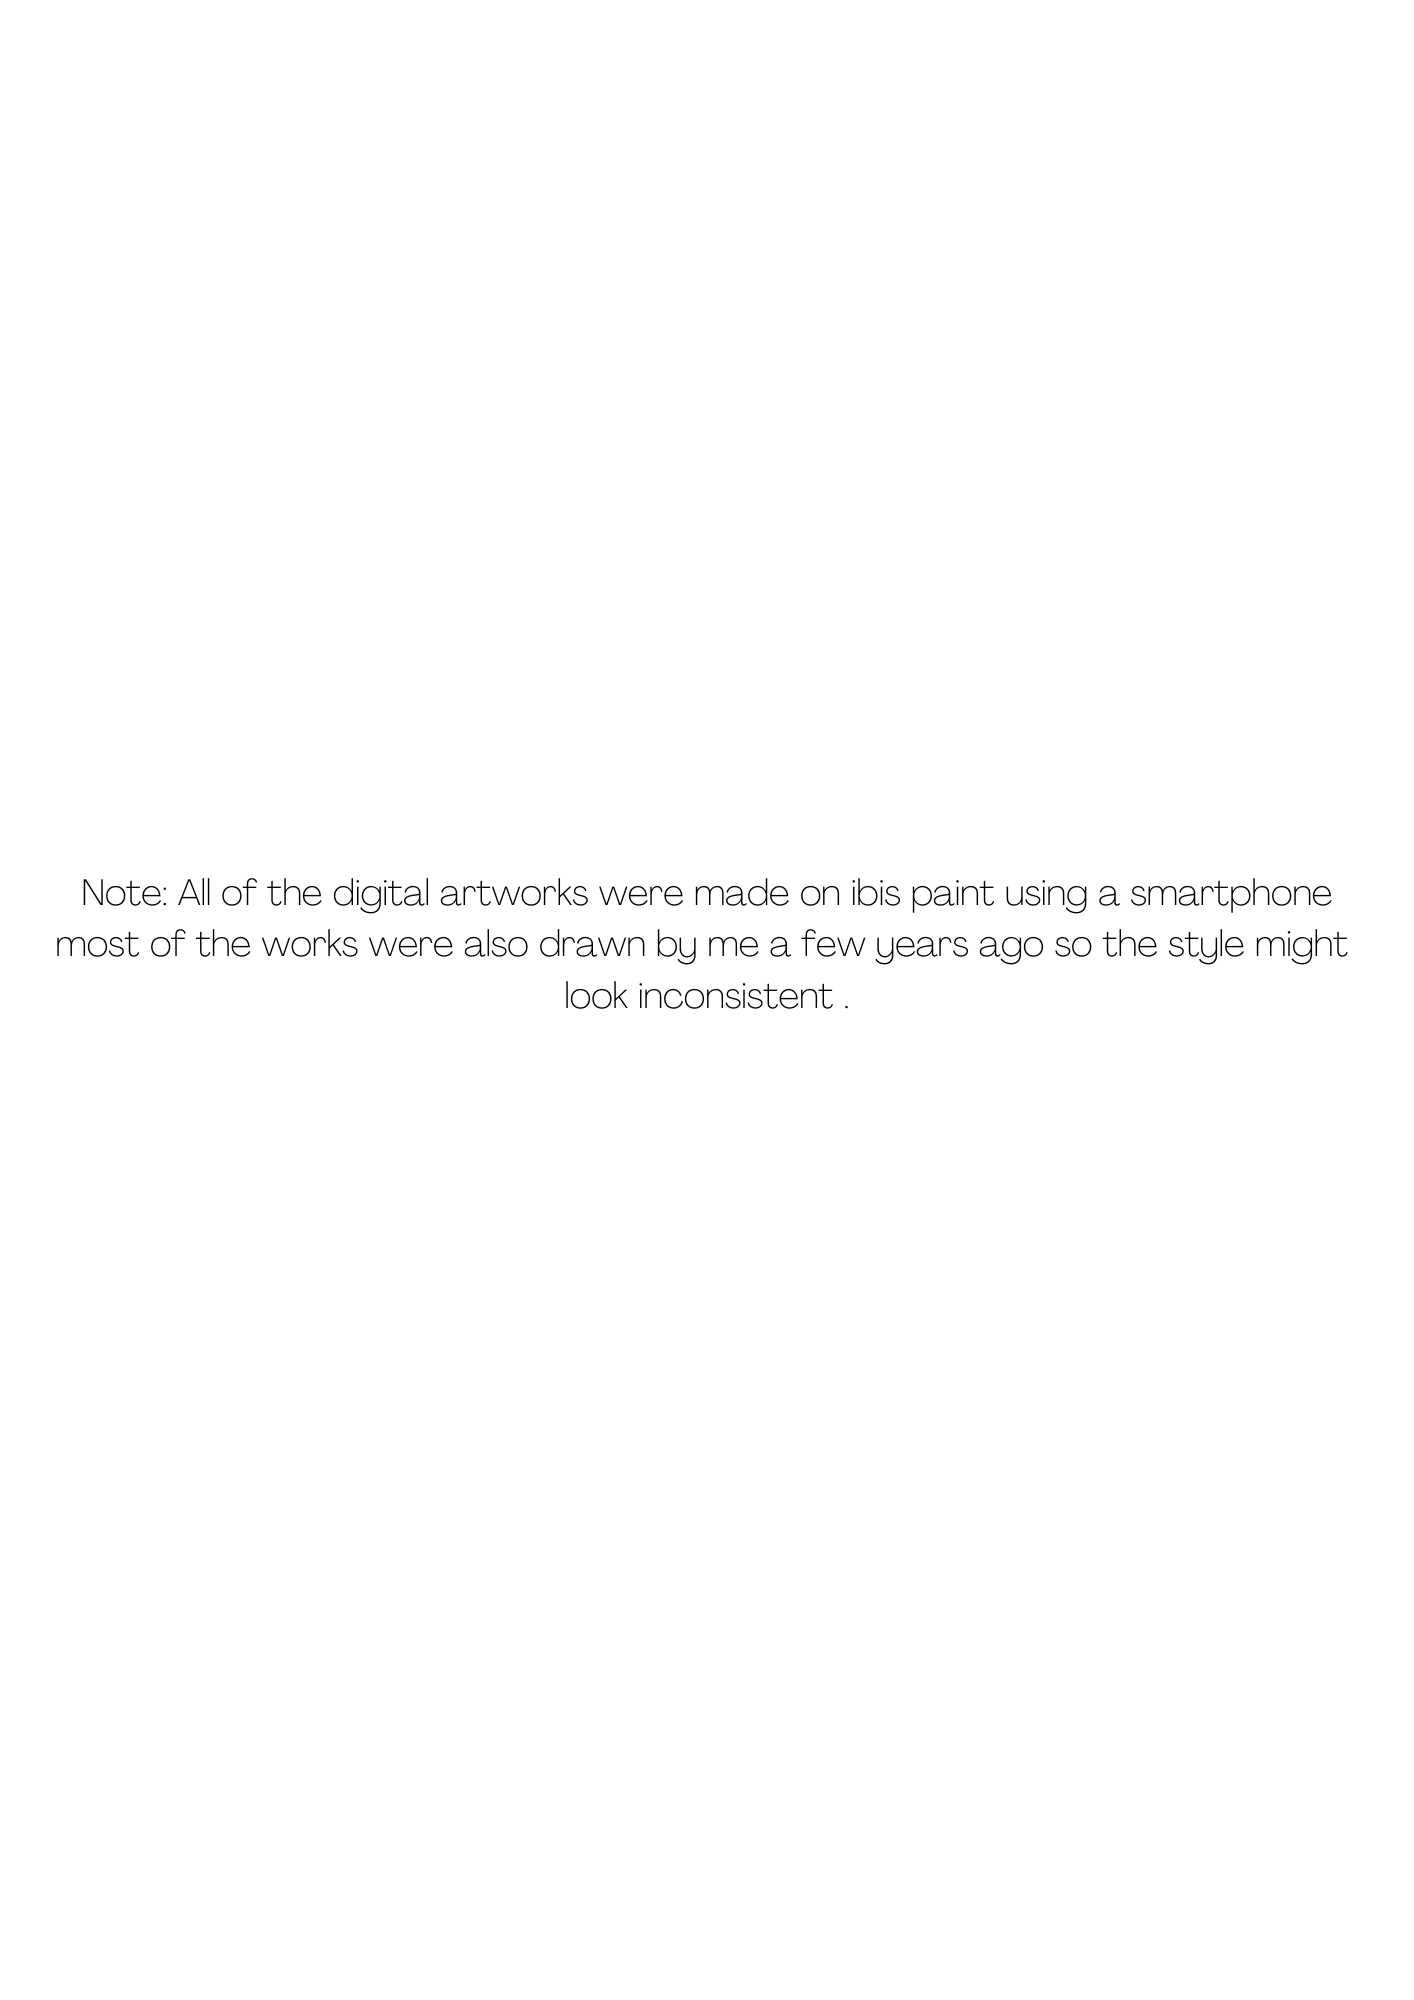 Note: All of the digital artworks were made on ibis paint using a smartphone
most of the works were also drawn by me a few years ago so the style might
look inconsistent .